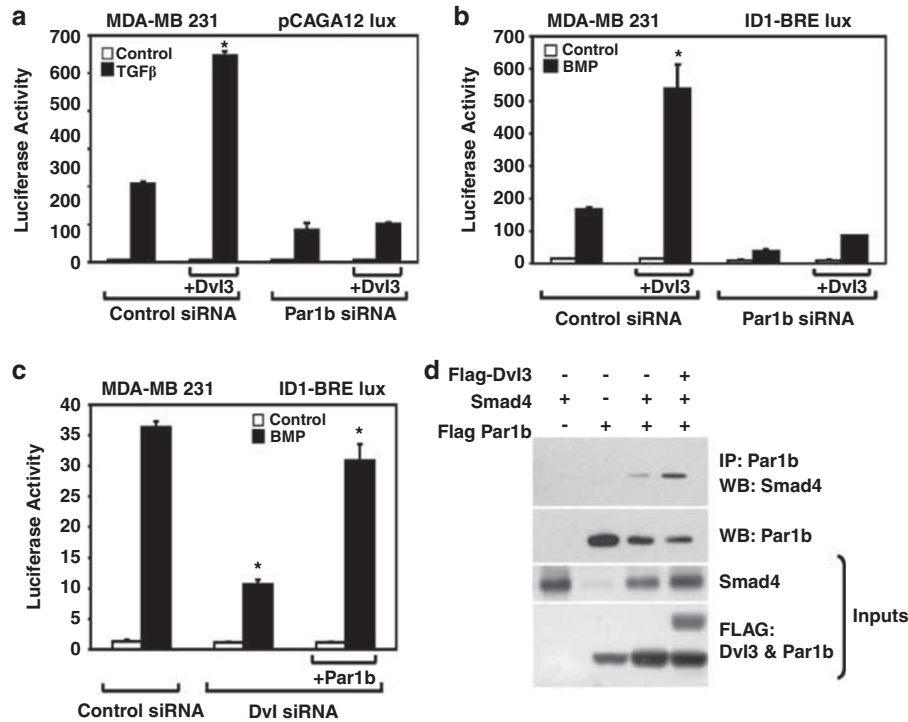 a
MDA-MB 231
pCAGA12 lux
700
600
500
400
300
200
100
0
Luciferase Activity
Control
TGFβ
*
+Dvl3
+Dvl3
Control siRNA
Par1b siRNA
b
MDA-MB 231
ID1-BRE lux
700
600
500
400
300
200
100
0
Luciferase Activity
Control
BMP
*
+Dvl3
+Dvl3
Control siRNA
Par1b siRNA
c
MDA-MB 231
ID1-BRE lux
40
35
30
25
20
15
10
5
0
Luciferase Activity
Control
BMP
*
*
+Par1b
Control siRNA
Dvl siRNA
d
Flag-Dvl3 - - - +
Smad4 + - + +
Flag Par1b - + + +
IP: Par1b
WB: Smad4
WB: Par1b
Smad4
FLAG:
Dvl3 & Par1b
Inputs